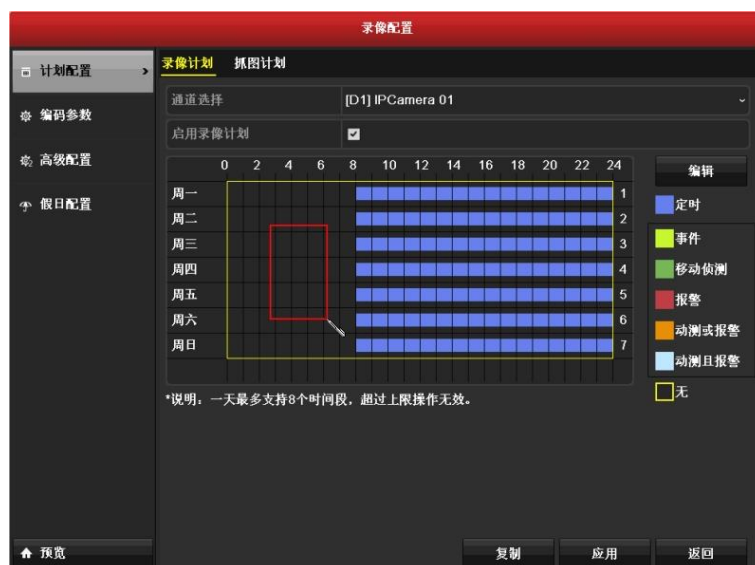 录像配置
计划配置
编码参数
高级配置
假日配置
录像计划 抓图计划
通道选择 [D1] IPCamera 01
启用录像计划
0 2 4 6 8 10 12 14 16 18 20 22 24
编辑
周一 1
周二 2
周三 3
周四 4
周五 5
周六 6
周日 7
定时
事件
移动侦测
报警
动测或报警
动测且报警
无
*说明：一天最多支持8个时间段，超过上限操作无效。
预览
复制 应用 返回